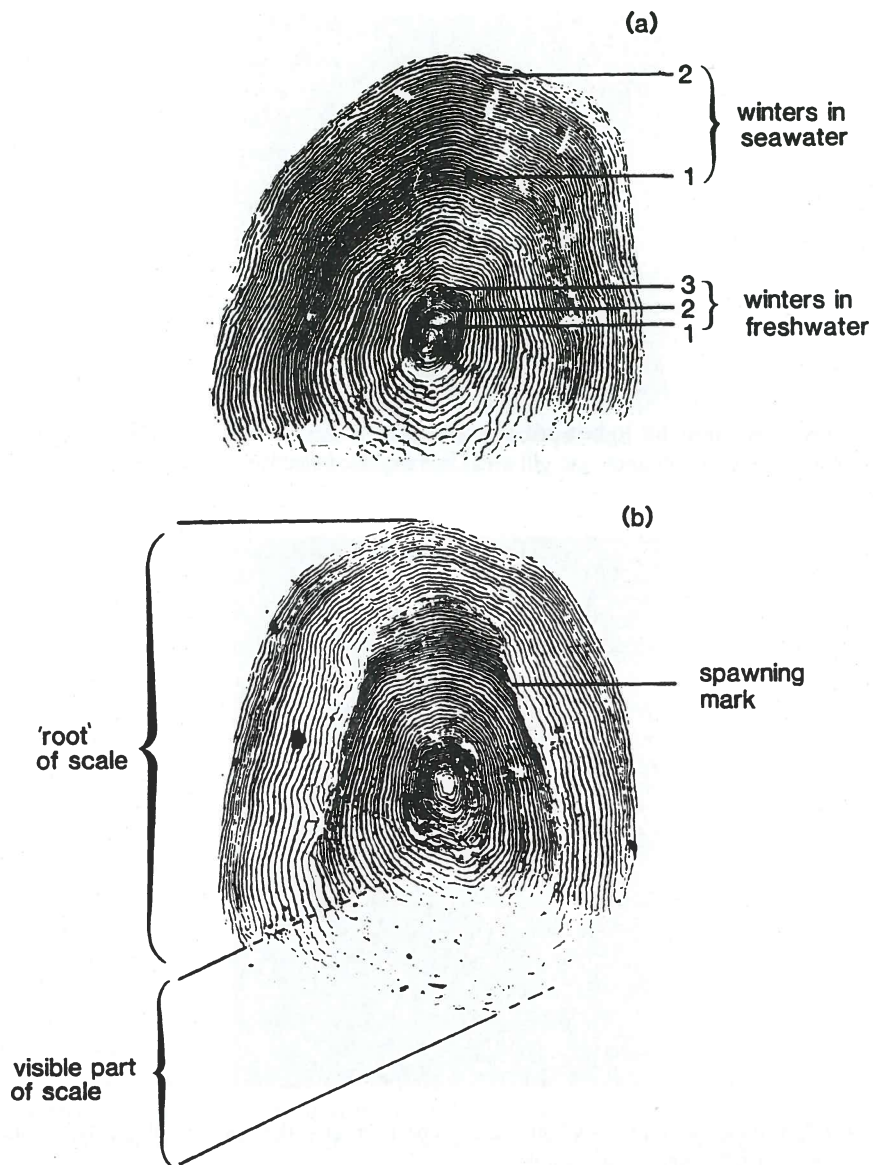 (a)
2
winters in
seawater
1
3
2
winters in
freshwater
1
(b)
spawning
mark
'root'
of scale
visible part
of scale